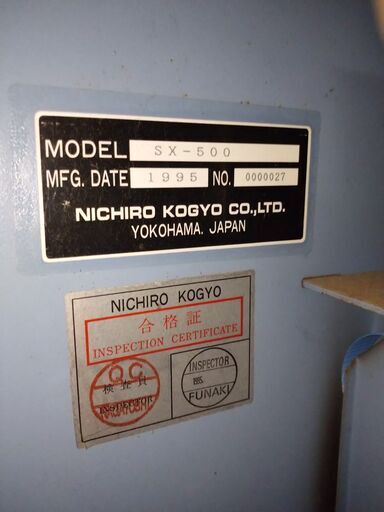 MODEL SX-500
MFG. DATE 1995 NO. 0000027
NICHIRO KOGYO CO.,LTD.
YOKOHAMA. JAPAN
NICHIRO KOGYO
合格証
INSPECTION CERTIFICATE
Q.C
検査員
INSPECTOR
INSPECTOR
FUNAKI